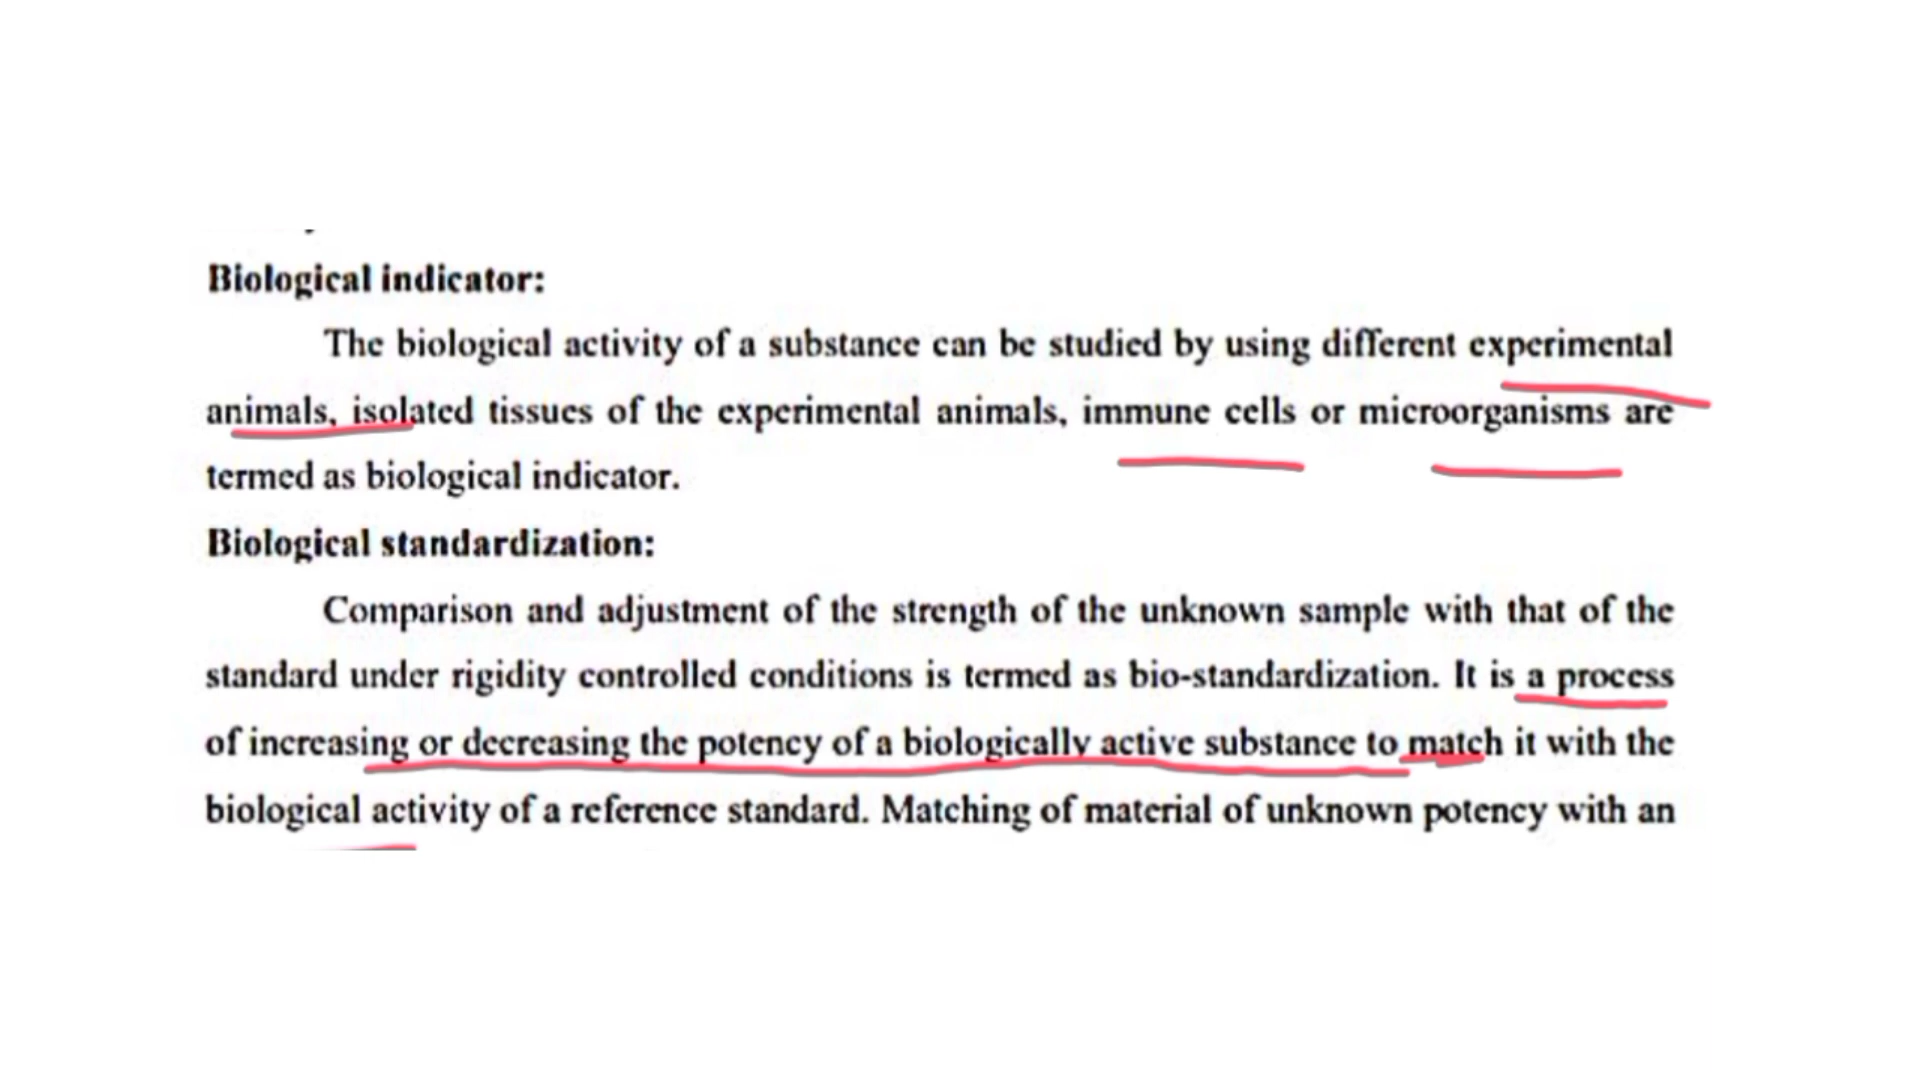 Biological indicator:
The biological activity of a substance can be studied by using different experimental
animals, isolated tissues of the experimental animals, immune cells or microorganisms are
termed as biological indicator.
Biological standardization:
Comparison and adjustment of the strength of the unknown sample with that of the
standard under rigidity controlled conditions is termed as bio-standardization. It is a process
of increasing or decreasing the potency of a biologically active substance to match it with the
biological activity of a reference standard. Matching of material of unknown potency with an